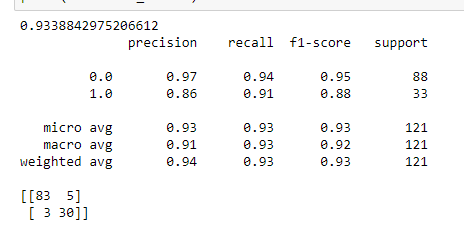 0.9338842975206612
precision recall f1-score support
0.0 0.97 0.94 0.95 88
1.0 0.86 0.91 0.88 33
micro avg 0.93 0.93 0.93 121
macro avg 0.91 0.93 0.92 121
weighted avg 0.94 0.93 0.93 121
[[83 5]
[ 3 30]]